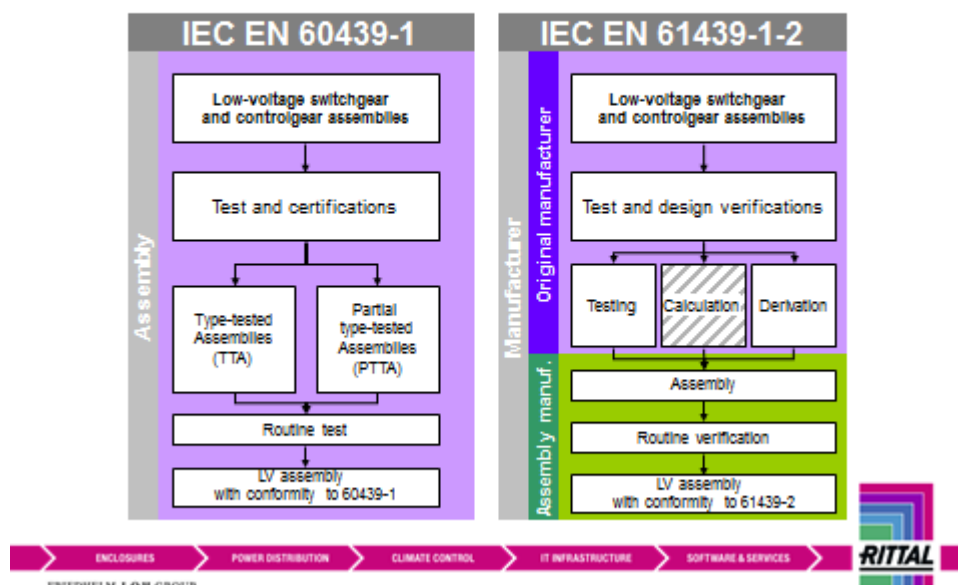 IEC EN 60439-1
Assembly
Low-voltage switchgear
and controlgear assemblies
Test and certifications
Type-tested
Assemblies
(TTA)
Partial
type-tested
Assemblies
(PTTA)
Routine test
LV assembly
with conformity to 60439-1
IEC EN 61439-1-2
Manufacturer
Original manufacturer
Low-voltage switchgear
and controlgear assemblies
Test and design verifications
Testing
Calculation
Derivation
Assembly manuf.
Assembly
Routine verification
LV assembly
with conformity to 61439-2
ENCLOSURES
POWER DISTRIBUTION
CLIMATE CONTROL
IT INFRASTRUCTURE
SOFTWARE & SERVICES
RITTAL
FRIEDHELM LOH GROUP